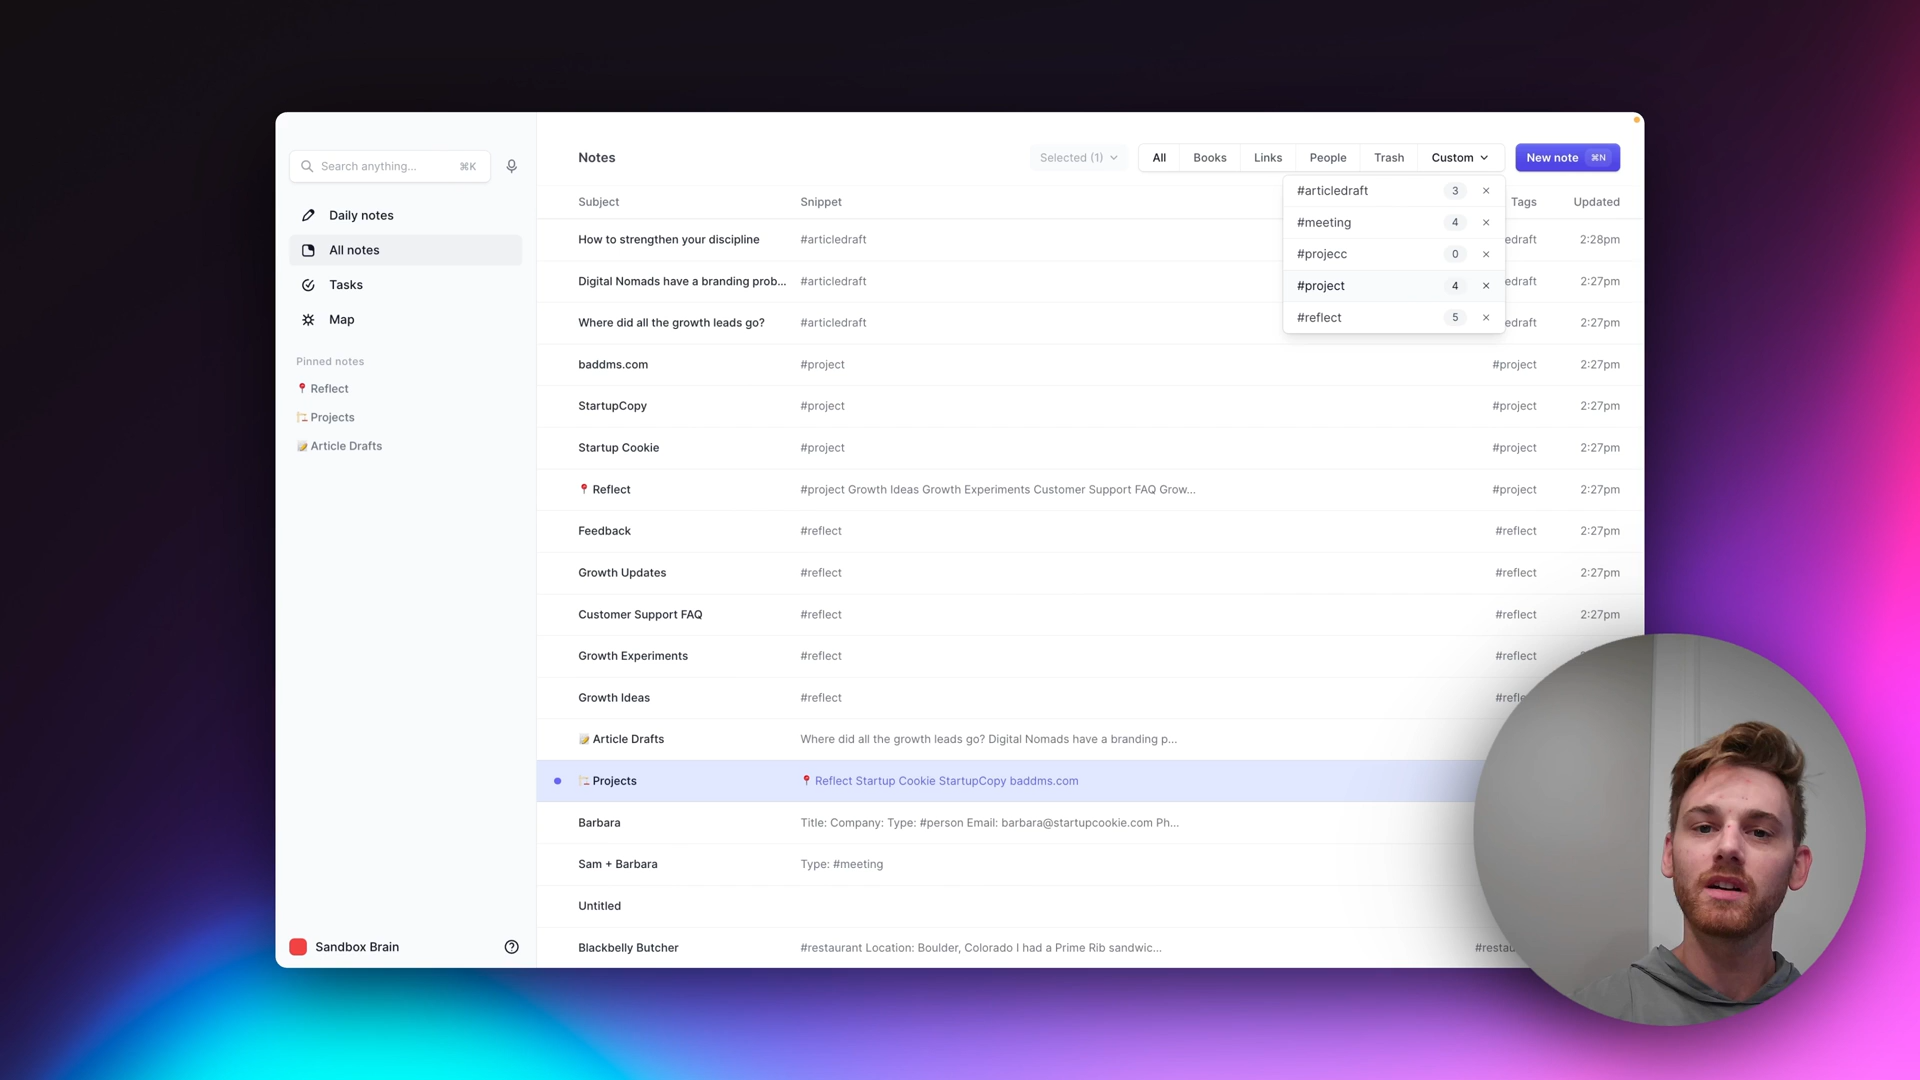 Search anything... ⌘K
Daily notes
All notes
Tasks
Map
Pinned notes
Reflect
Projects
Article Drafts
Sandbox Brain
Notes
Selected (1)
All Books Links People Trash Custom
New note ⌘N
#articledraft 3
#meeting 4
#projecc 0
#project 4
#reflect 5
Subject Snippet Tags Updated
How to strengthen your discipline #articledraft edraft 2:28pm
Digital Nomads have a branding prob... #articledraft edraft 2:27pm
Where did all the growth leads go? #articledraft edraft 2:27pm
baddms.com #project #project 2:27pm
StartupCopy #project #project 2:27pm
Startup Cookie #project #project 2:27pm
Reflect #project Growth Ideas Growth Experiments Customer Support FAQ Grow... #project 2:27pm
Feedback #reflect #reflect 2:27pm
Growth Updates #reflect #reflect 2:27pm
Customer Support FAQ #reflect #reflect 2:27pm
Growth Experiments #reflect #reflect
Growth Ideas #reflect #refle
Article Drafts Where did all the growth leads go? Digital Nomads have a branding p...
Projects Reflect Startup Cookie StartupCopy baddms.com
Barbara Title: Company: Type: #person Email: barbara@startupcookie.com Ph...
Sam + Barbara Type: #meeting
Untitled
Blackbelly Butcher #restaurant Location: Boulder, Colorado I had a Prime Rib sandwic... #restau